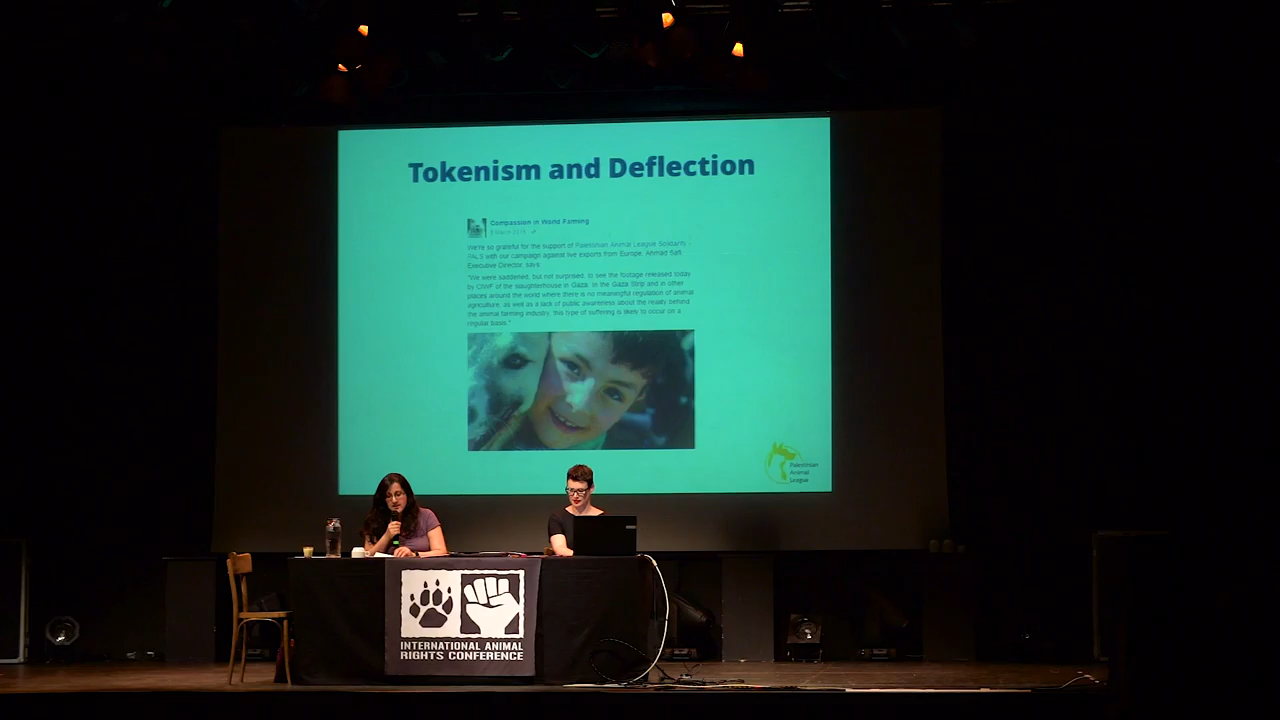 Tokenism and Deflection
Compassion in World Farming
We're so grateful for the support of Palestinian Animal League Solidarity -
PALS with our campaign against live exports from Europe. Ahmad Safi,
Executive Director, says
"We were saddened, but not surprised, to see the footage released today
by CIWF of the slaughterhouse in Gaza. In the Gaza Strip and in other
places around the world where there is no meaningful regulation of animal
agriculture, as well as a lack of public awareness about the reality behind
the animal farming industry, this type of suffering is likely to occur on a
regular basis."
Palestinian
Animal
League
INTERNATIONAL ANIMAL
RIGHTS CONFERENCE